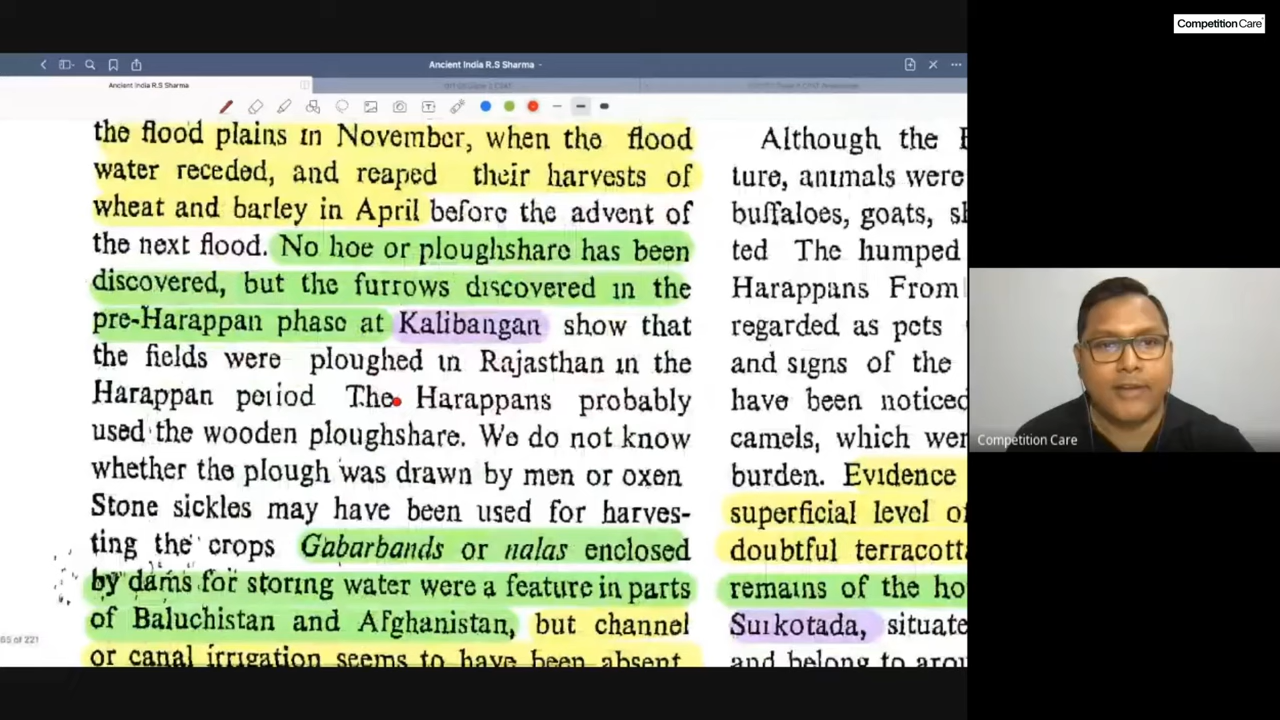 Competition Care
Ancient India R.S Sharma
Ancient India R.S Sharma
the flood plains in November, when the flood
water receded, and reaped their harvests of
wheat and barley in April before the advent of
the next flood. No hoe or ploughshare has been
discovered, but the furrows discovered in the
pre-Harappan phase at Kalibangan show that
the fields were ploughed in Rajasthan in the
Harappan period The Harappans probably
used the wooden ploughshare. We do not know
whether the plough was drawn by men or oxen
Stone sickles may have been used for harves-
ting the crops Gabarbands or nalas enclosed
by dams for storing water were a feature in parts
of Baluchistan and Afghanistan, but channel
or canal irrigation seems to have been absent.
65 of 221
Although the
ture, animals were
buffaloes, goats,
ted The humped
Harappans From
regarded as pets
and signs of the
have been noticed
camels, which wer
burden. Evidence
superficial level of
doubtful terracotta
remains of the ho
Surkotada, situate
and belong to arou
Competition Care